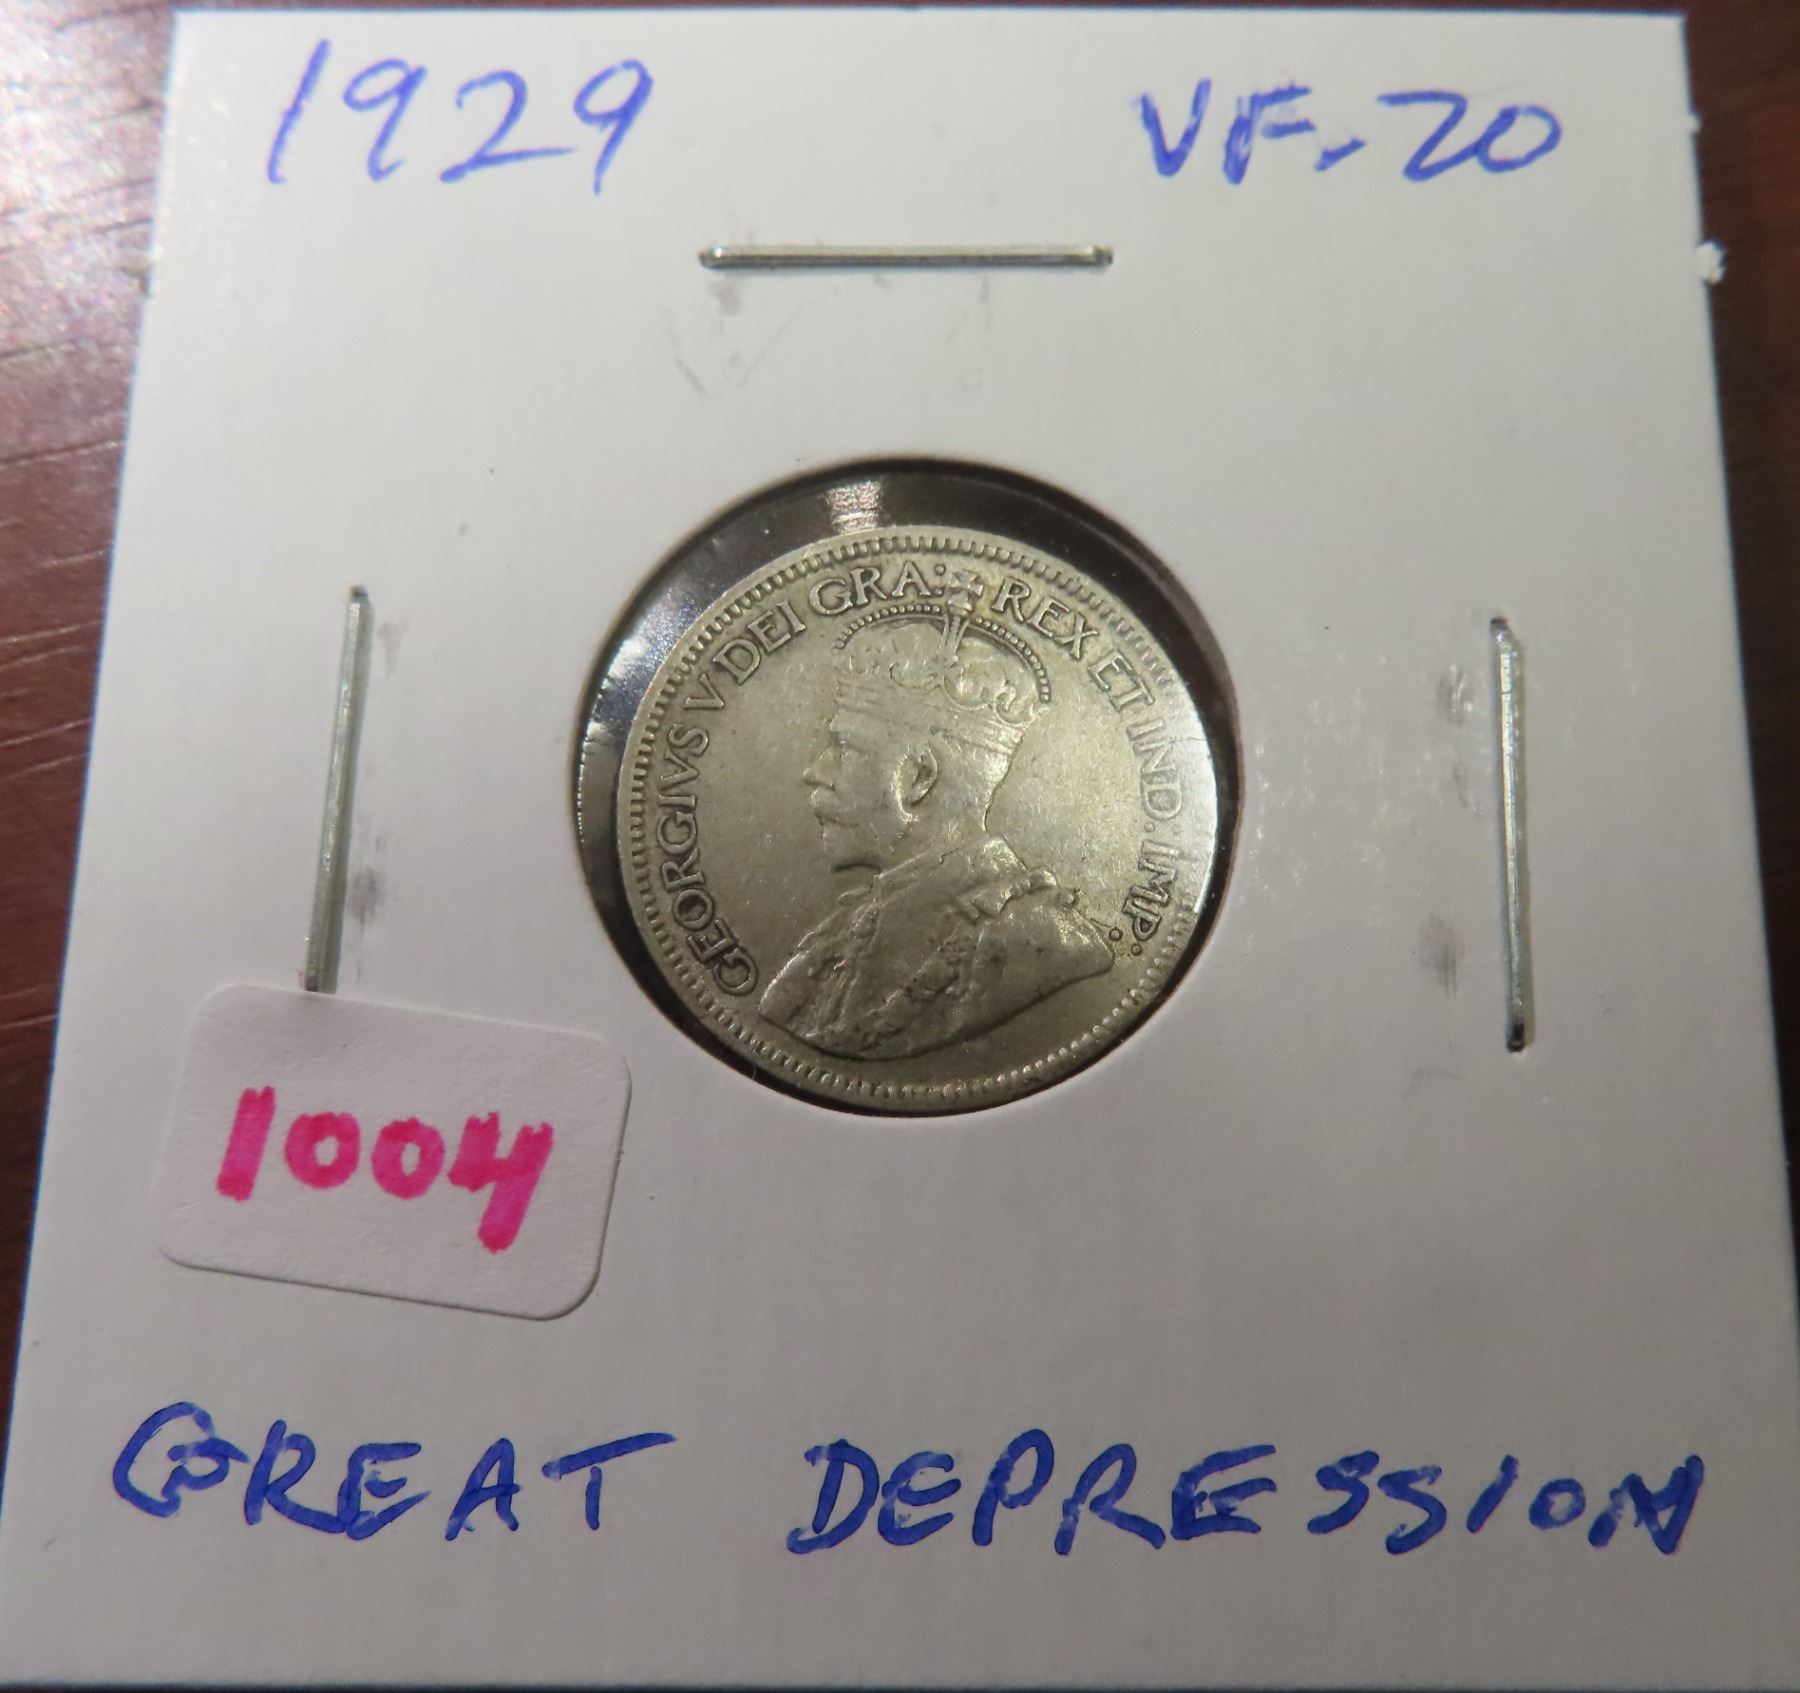 1929 VF-20
GEORGIVS V DEI GRA: REX ET IND: IMP:
1004
GREAT DEPRESSION